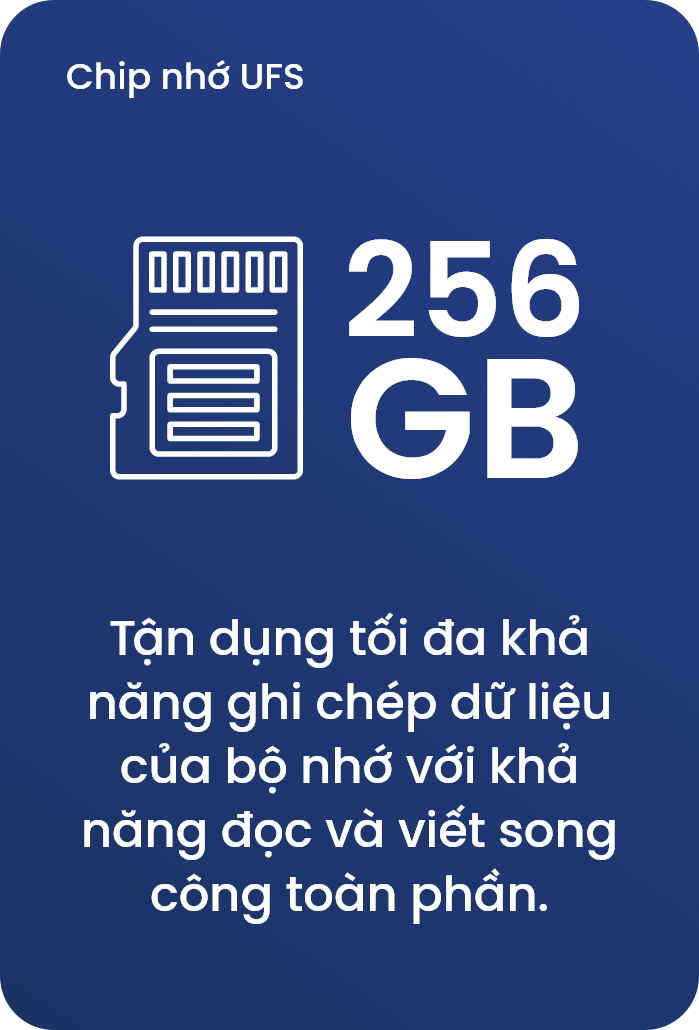 Chip nhớ UFS
256
GB
Tận dụng tối đa khả
năng ghi chép dữ liệu
của bộ nhớ với khả
năng đọc và viết song
công toàn phần.